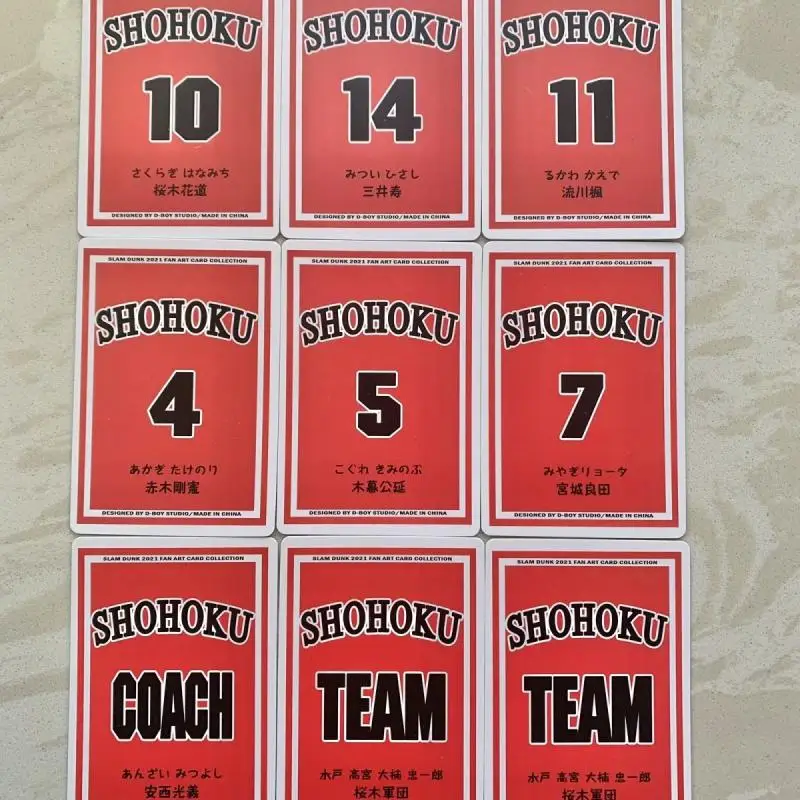 SHOHOKU
10
さくらぎ はなみち
桜木花道
DESIGNED BY D-BOY STUDIO/MADE IN CHINA
SHOHOKU
14
みつい ひさし
三井寿
DESIGNED BY D-BOY STUDIO/MADE IN CHINA
SHOHOKU
11
るかわ かえで
流川楓
DESIGNED BY D-BOY STUDIO/MADE IN CHINA
SLAM DUNK 2021 FAN ART CARD COLLECTION
SHOHOKU
4
あかぎ たけのり
赤木剛憲
DESIGNED BY D-BOY STUDIO/MADE IN CHINA
SLAM DUNK 2021 FAN ART CARD COLLECTION
SHOHOKU
5
こぐれ きみのぶ
木暮公延
DESIGNED BY D-BOY STUDIO/MADE IN CHINA
SLAM DUNK 2021 FAN ART CARD COLLECTION
SHOHOKU
7
みやぎリョータ
宮城良田
DESIGNED BY D-BOY STUDIO/MADE IN CHINA
SLAM DUNK 2021 FAN ART CARD COLLECTION
SHOHOKU
COACH
あんざい みつよし
安西光義
SLAM DUNK 2021 FAN ART CARD COLLECTION
SHOHOKU
TEAM
水戸 高宮 大楠 忠一郎
桜木軍団
SLAM DUNK 2021 FAN ART CARD COLLECTION
SHOHOKU
TEAM
水戸 高宮 大楠 忠一郎
桜木軍団